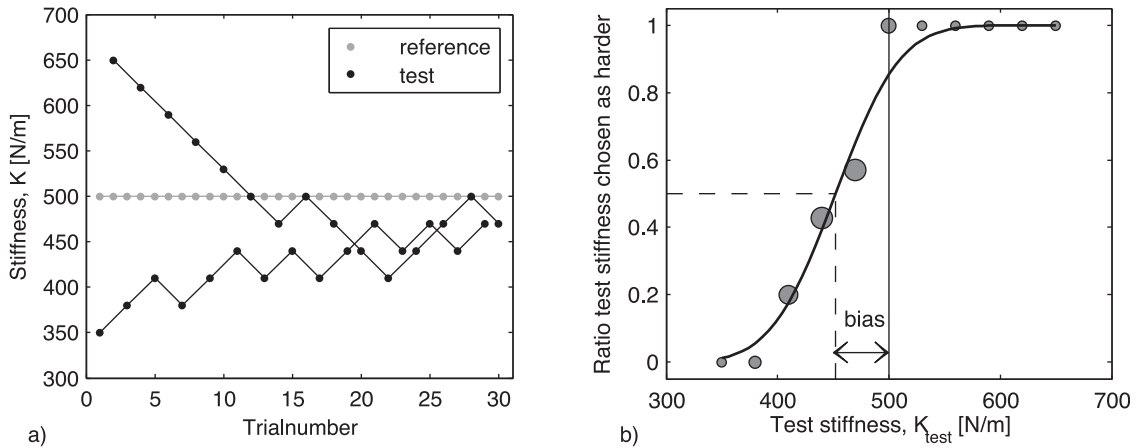 700
650
600
550
500
450
400
350
300
Stiffness, K [N/m]
0 5 10 15 20 25 30
Trialnumber
reference
test
a)
1
0.8
0.6
0.4
0.2
0
Ratio test stiffness chosen as harder
bias
300 400 500 600 700
Test stiffness, K_test [N/m]
b)